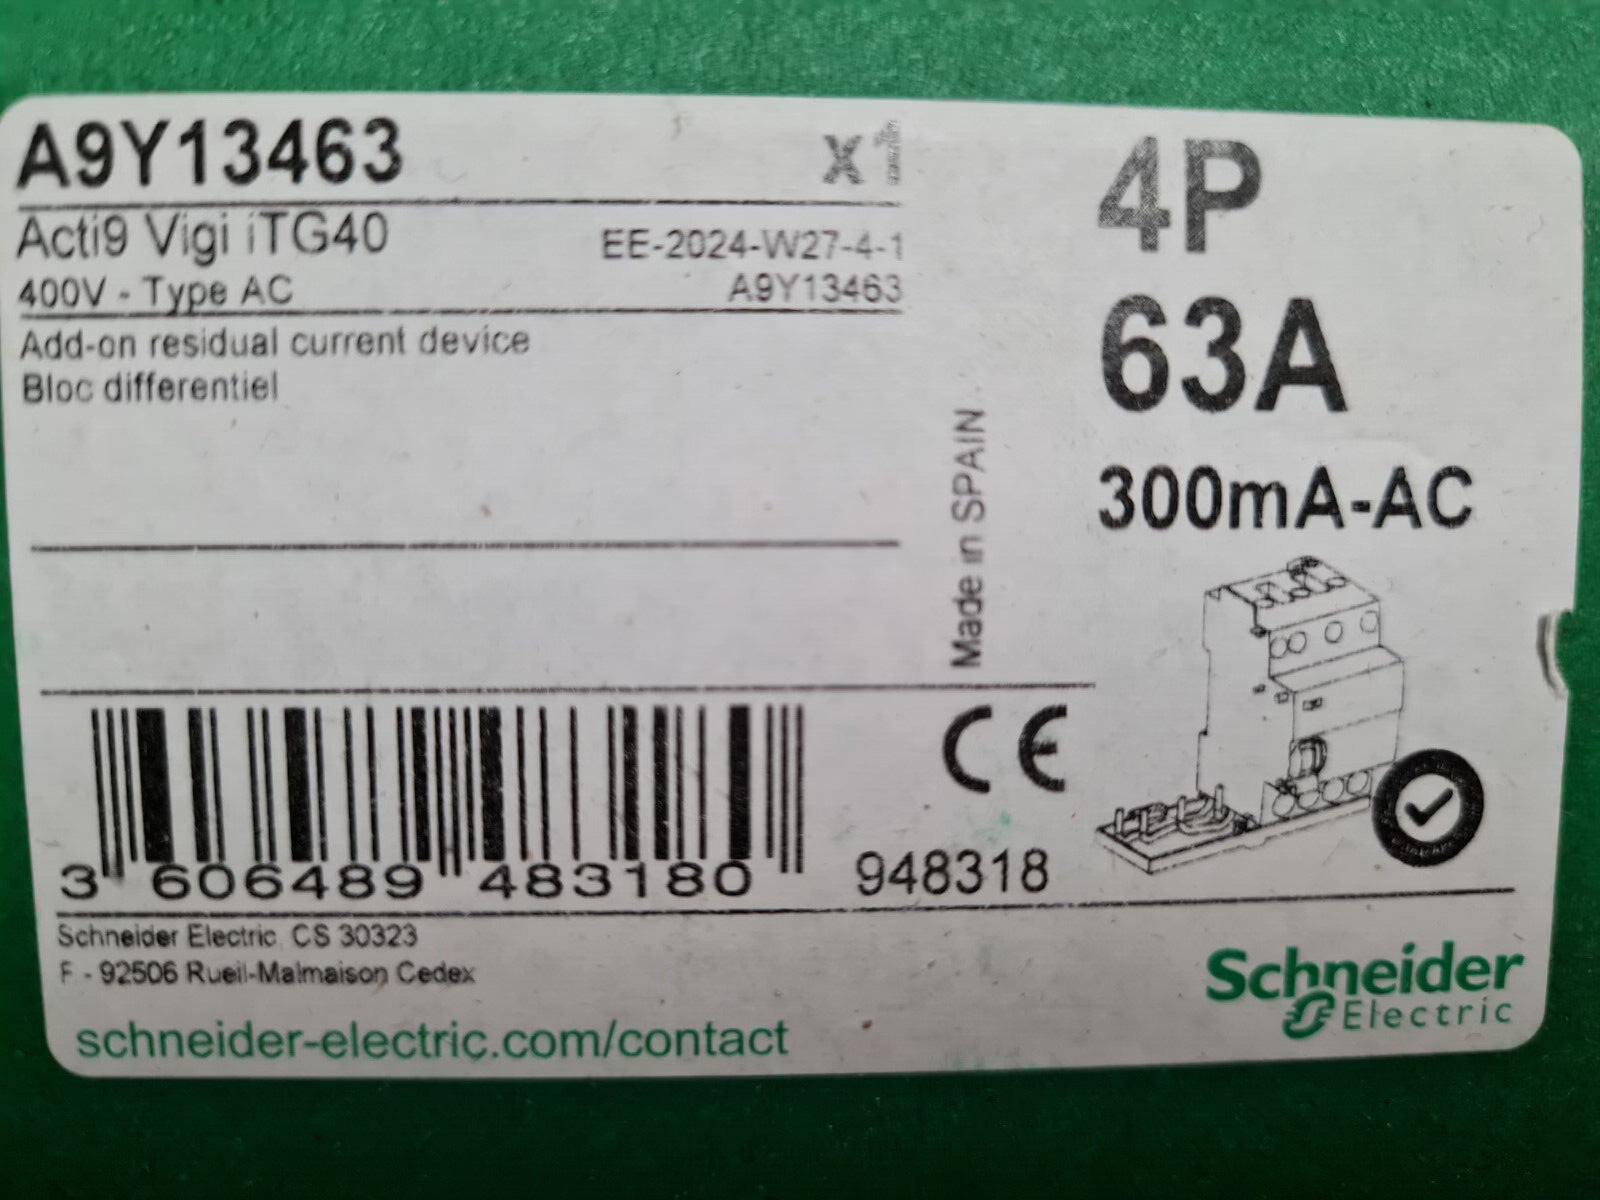 A9Y13463
x1
Acti9 Vigi iTG40
EE-2024-W27-4-1
400V - Type AC
A9Y13463
Add-on residual current device
Bloc differentiel
4P
63A
300mA-AC
Made in SPAIN
CE
3 606489 483180
948318
Schneider Electric, CS 30323
F - 92506 Rueil-Malmaison Cedex
schneider-electric.com/contact
Schneider
Electric